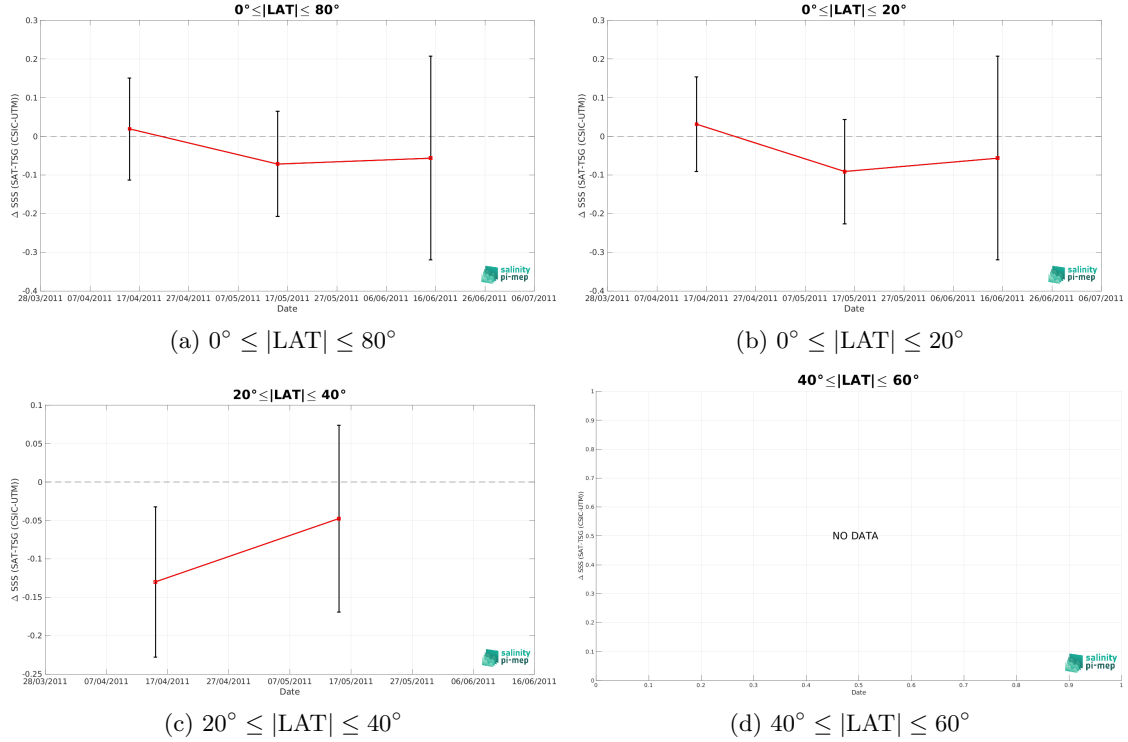 0°≤|LAT|≤ 80°
Δ SSS (SAT-TSG (CSIC-UTM))
0.3
0.2
0.1
0
-0.1
-0.2
-0.3
-0.4
28/03/2011 07/04/2011 17/04/2011 27/04/2011 07/05/2011 17/05/2011 27/05/2011 06/06/2011 16/06/2011 26/06/2011 06/07/2011
Date
salinity
pi-mep
(a) 0° ≤ |LAT| ≤ 80°
0°≤|LAT|≤ 20°
Δ SSS (SAT-TSG (CSIC-UTM))
0.3
0.2
0.1
0
-0.1
-0.2
-0.3
-0.4
28/03/2011 07/04/2011 17/04/2011 27/04/2011 07/05/2011 17/05/2011 27/05/2011 06/06/2011 16/06/2011 26/06/2011 06/07/2011
Date
salinity
pi-mep
(b) 0° ≤ |LAT| ≤ 20°
20°≤|LAT|≤ 40°
Δ SSS (SAT-TSG (CSIC-UTM))
0.1
0.05
0
-0.05
-0.1
-0.15
-0.2
-0.25
28/03/2011 07/04/2011 17/04/2011 27/04/2011 07/05/2011 17/05/2011 27/05/2011 06/06/2011 16/06/2011
Date
salinity
pi-mep
(c) 20° ≤ |LAT| ≤ 40°
40°≤|LAT|≤ 60°
Δ SSS (SAT-TSG (CSIC-UTM))
1
0.9
0.8
0.7
0.6
0.5
0.4
0.3
0.2
0.1
0
NO DATA
0 0.1 0.2 0.3 0.4 0.5 0.6 0.7 0.8 0.9 1
Date
salinity
pi-mep
(d) 40° ≤ |LAT| ≤ 60°